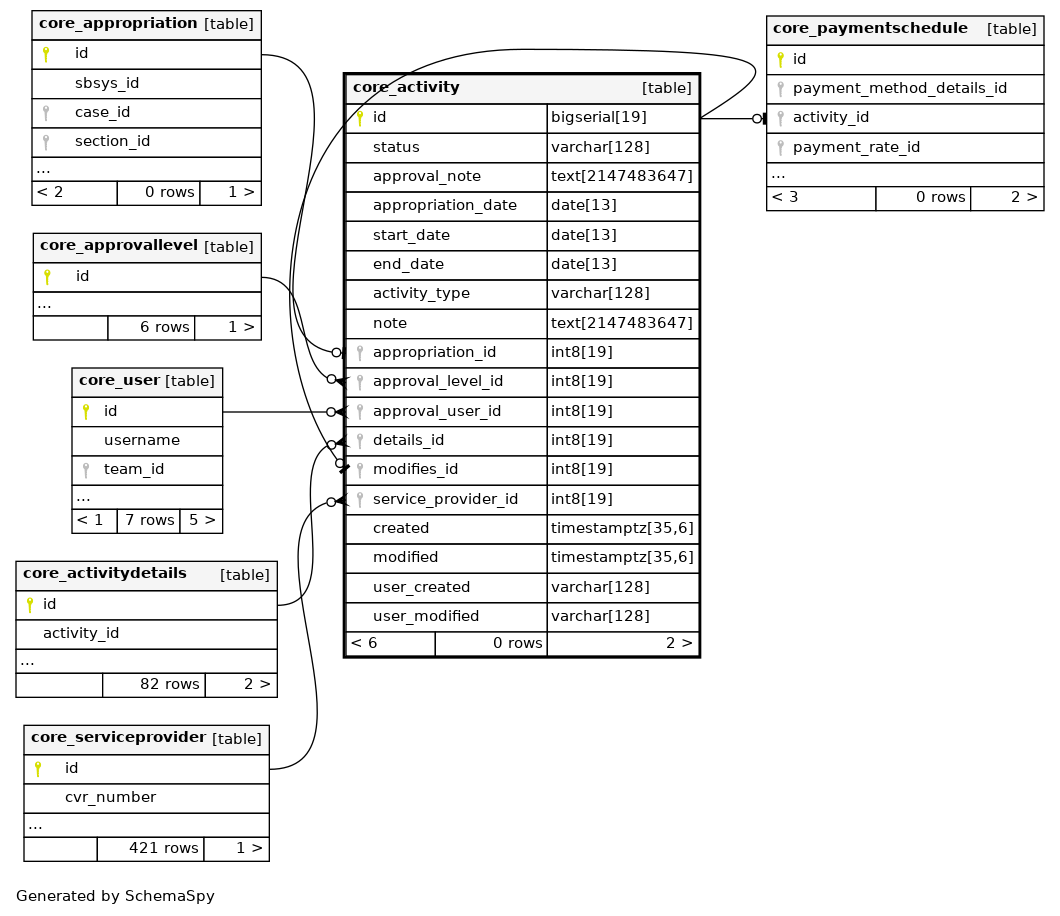 core_appropriation [table]
id
sbsys_id
case_id
section_id
...
< 2 0 rows 1 >
core_approvallevel [table]
id
...
6 rows 1 >
core_user [table]
id
username
team_id
...
< 1 7 rows 5 >
core_activitydetails [table]
id
activity_id
...
82 rows 2 >
core_serviceprovider [table]
id
cvr_number
...
421 rows 1 >
core_activity [table]
id bigserial[19]
status varchar[128]
approval_note text[2147483647]
appropriation_date date[13]
start_date date[13]
end_date date[13]
activity_type varchar[128]
note text[2147483647]
appropriation_id int8[19]
approval_level_id int8[19]
approval_user_id int8[19]
details_id int8[19]
modifies_id int8[19]
service_provider_id int8[19]
created timestamptz[35,6]
modified timestamptz[35,6]
user_created varchar[128]
user_modified varchar[128]
< 6 0 rows 2 >
core_paymentschedule [table]
id
payment_method_details_id
activity_id
payment_rate_id
...
< 3 0 rows 2 >
Generated by SchemaSpy